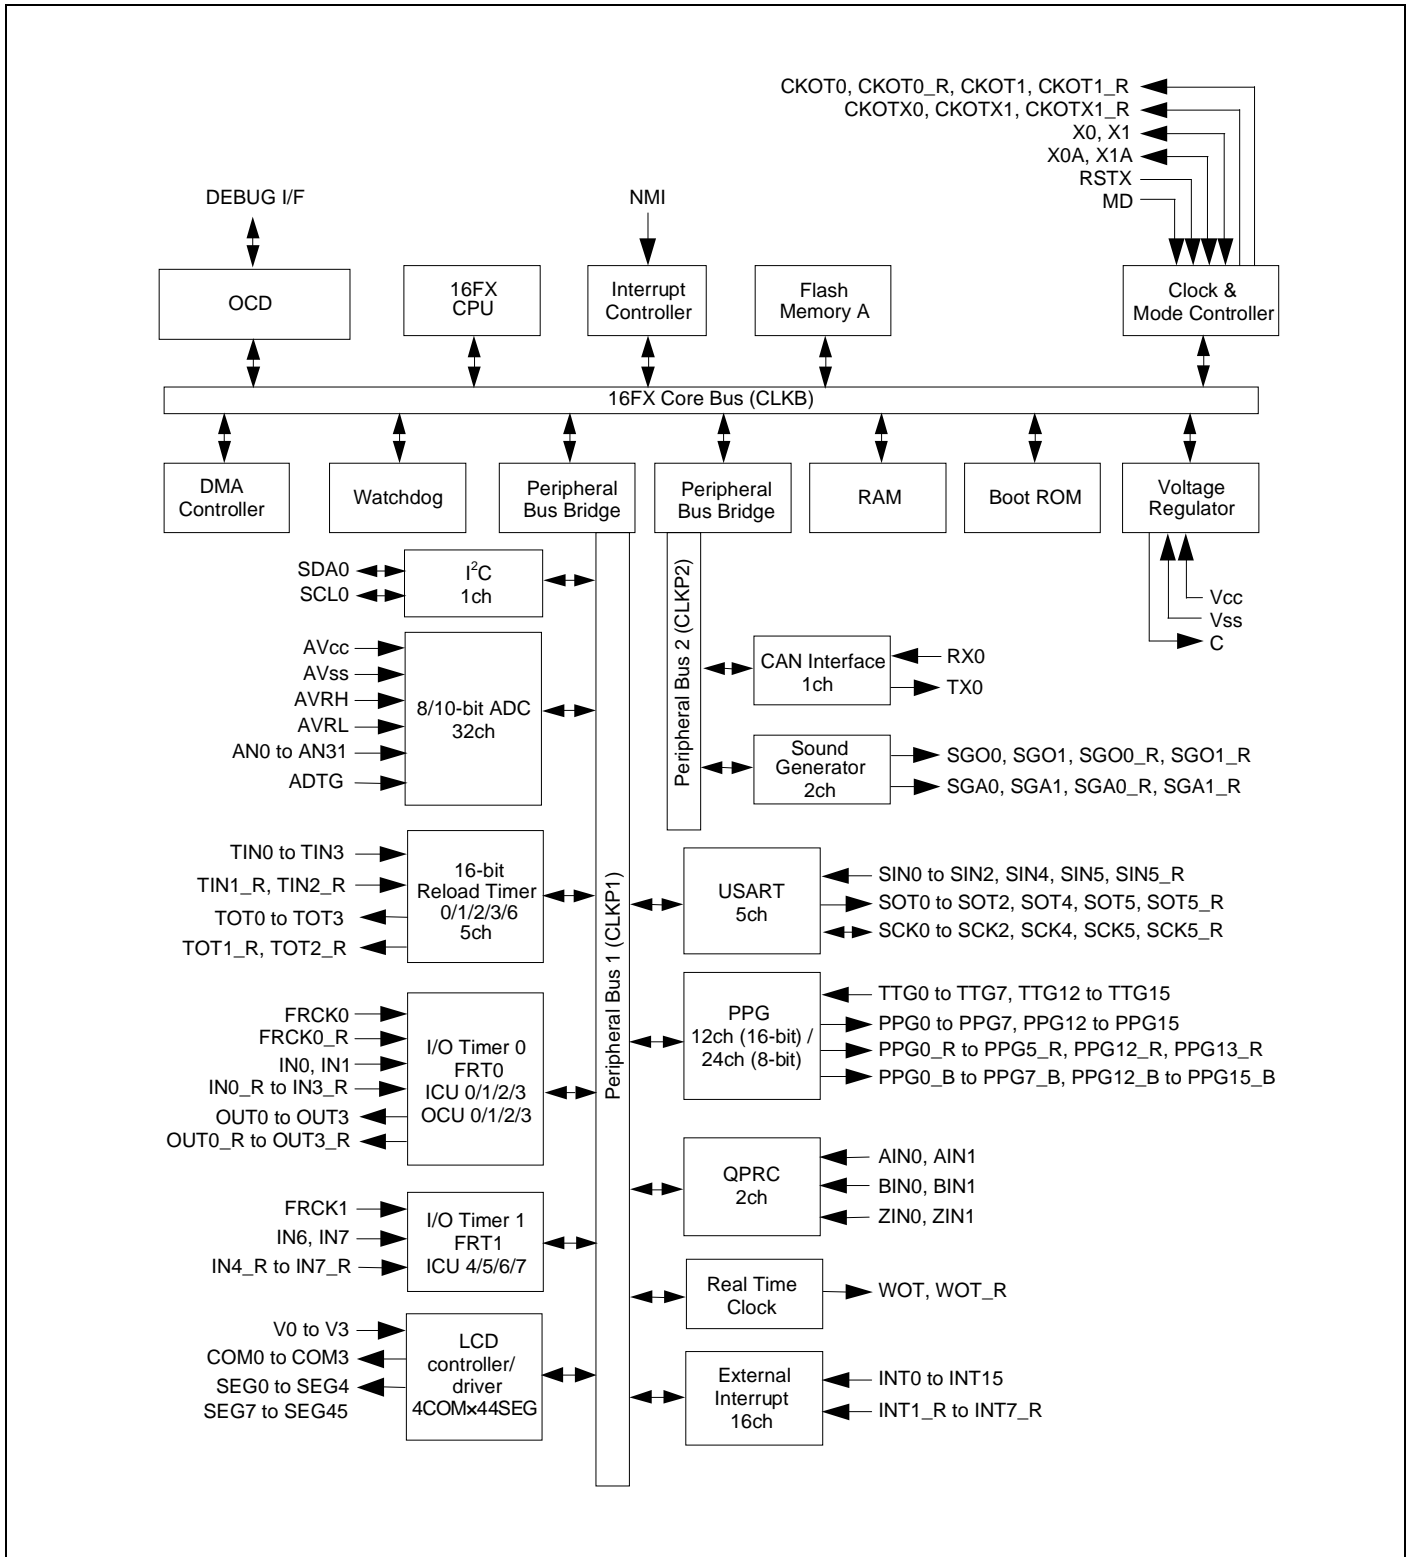 CKOT0, CKOT0_R, CKOT1, CKOT1_R
CKOTX0, CKOTX1, CKOTX1_R
X0, X1
X0A, X1A
RSTX
MD
DEBUG I/F
NMI
OCD
16FX
CPU
Interrupt
Controller
Flash
Memory A
Clock &
Mode Controller
16FX Core Bus (CLKB)
DMA
Controller
Watchdog
Peripheral
Bus Bridge
Peripheral
Bus Bridge
RAM
Boot ROM
Voltage
Regulator
Vcc
Vss
C
Peripheral Bus 1 (CLKP1)
Peripheral Bus 2 (CLKP2)
SDA0
SCL0
I²C
1ch
AVcc
AVss
AVRH
AVRL
AN0 to AN31
ADTG
8/10-bit ADC
32ch
TIN0 to TIN3
TIN1_R, TIN2_R
TOT0 to TOT3
TOT1_R, TOT2_R
16-bit
Reload Timer
0/1/2/3/6
5ch
FRCK0
FRCK0_R
IN0, IN1
IN0_R to IN3_R
OUT0 to OUT3
OUT0_R to OUT3_R
I/O Timer 0
FRT0
ICU 0/1/2/3
OCU 0/1/2/3
FRCK1
IN6, IN7
IN4_R to IN7_R
I/O Timer 1
FRT1
ICU 4/5/6/7
V0 to V3
COM0 to COM3
SEG0 to SEG4
SEG7 to SEG45
LCD
controller/
driver
4COM×44SEG
CAN Interface
1ch
RX0
TX0
Sound
Generator
2ch
SGO0, SGO1, SGO0_R, SGO1_R
SGA0, SGA1, SGA0_R, SGA1_R
USART
5ch
SIN0 to SIN2, SIN4, SIN5, SIN5_R
SOT0 to SOT2, SOT4, SOT5, SOT5_R
SCK0 to SCK2, SCK4, SCK5, SCK5_R
PPG
12ch (16-bit) /
24ch (8-bit)
TTG0 to TTG7, TTG12 to TTG15
PPG0 to PPG7, PPG12 to PPG15
PPG0_R to PPG5_R, PPG12_R, PPG13_R
PPG0_B to PPG7_B, PPG12_B to PPG15_B
QPRC
2ch
AIN0, AIN1
BIN0, BIN1
ZIN0, ZIN1
Real Time
Clock
WOT, WOT_R
External
Interrupt
16ch
INT0 to INT15
INT1_R to INT7_R